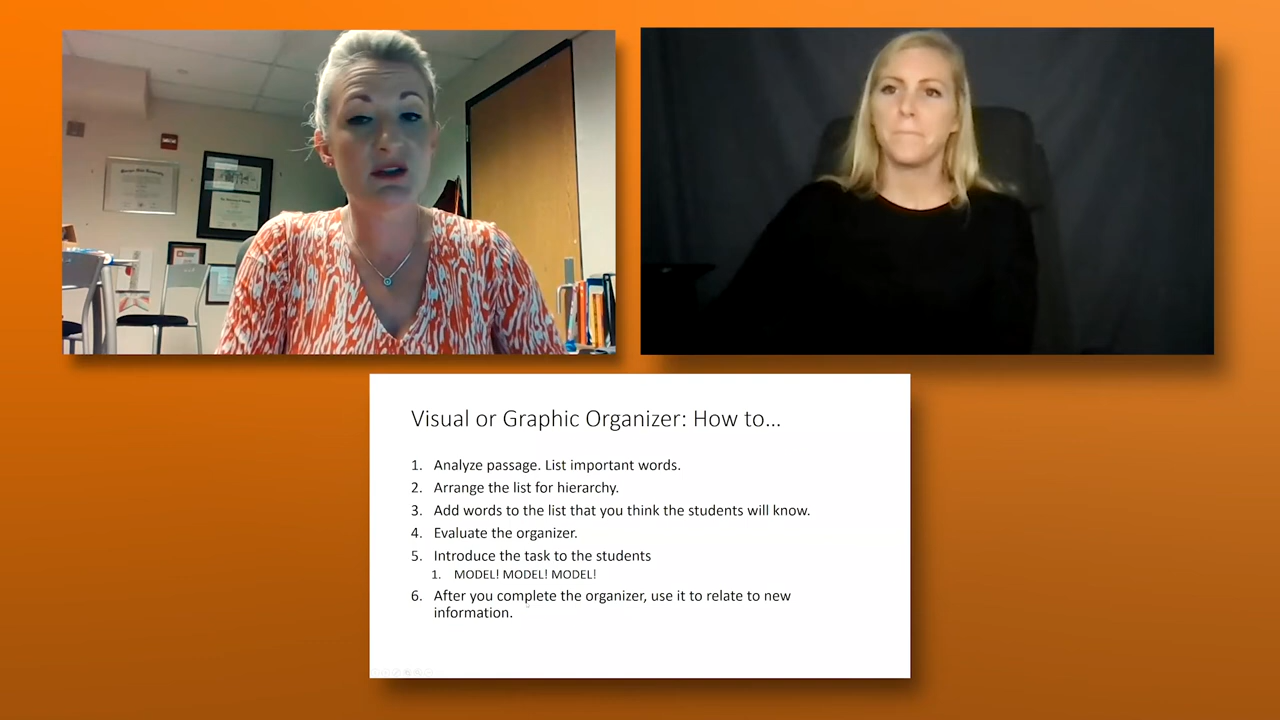 Visual or Graphic Organizer: How to...
1. Analyze passage. List important words.
2. Arrange the list for hierarchy.
3. Add words to the list that you think the students will know.
4. Evaluate the organizer.
5. Introduce the task to the students
1. MODEL! MODEL! MODEL!
6. After you complete the organizer, use it to relate to new
information.